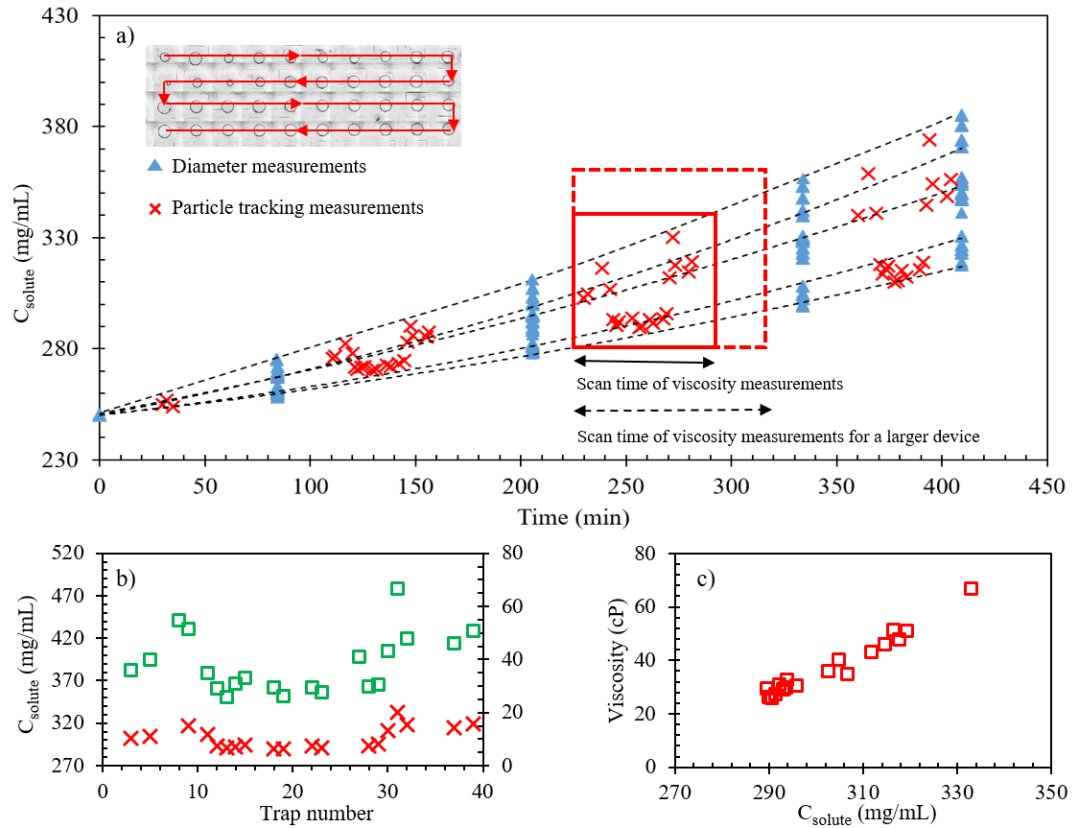 430
380
330
280
230
C_solute (mg/mL)
a)
Diameter measurements
Particle tracking measurements
Scan time of viscosity measurements
Scan time of viscosity measurements for a larger device
0 50 100 150 200 250 300 350 400 450
Time (min)
520
470
420
370
320
270
C_solute (mg/mL)
b)
80
60
40
20
0
0 10 20 30 40
Trap number
80
60
40
20
0
Viscosity (cP)
c)
270 290 310 330 350
C_solute (mg/mL)